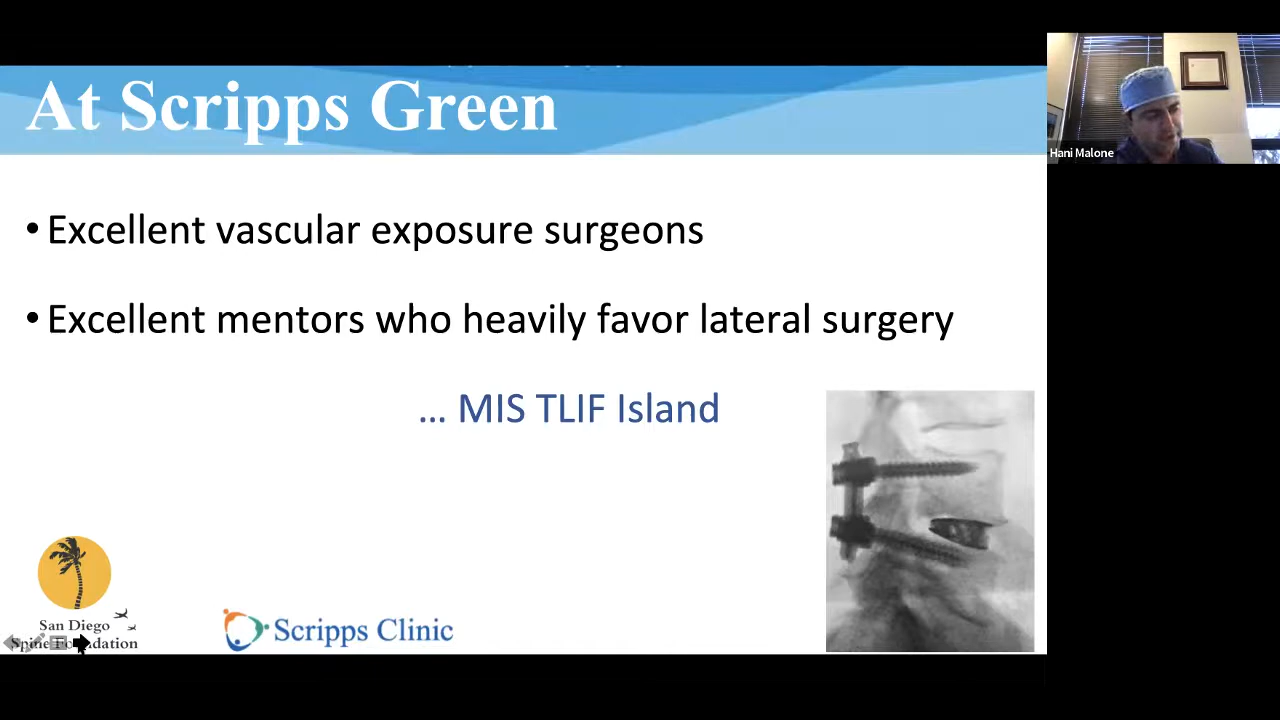 At Scripps Green
Hani Malone
• Excellent vascular exposure surgeons
• Excellent mentors who heavily favor lateral surgery
... MIS TLIF Island
San Diego
Spine Foundation
Scripps Clinic